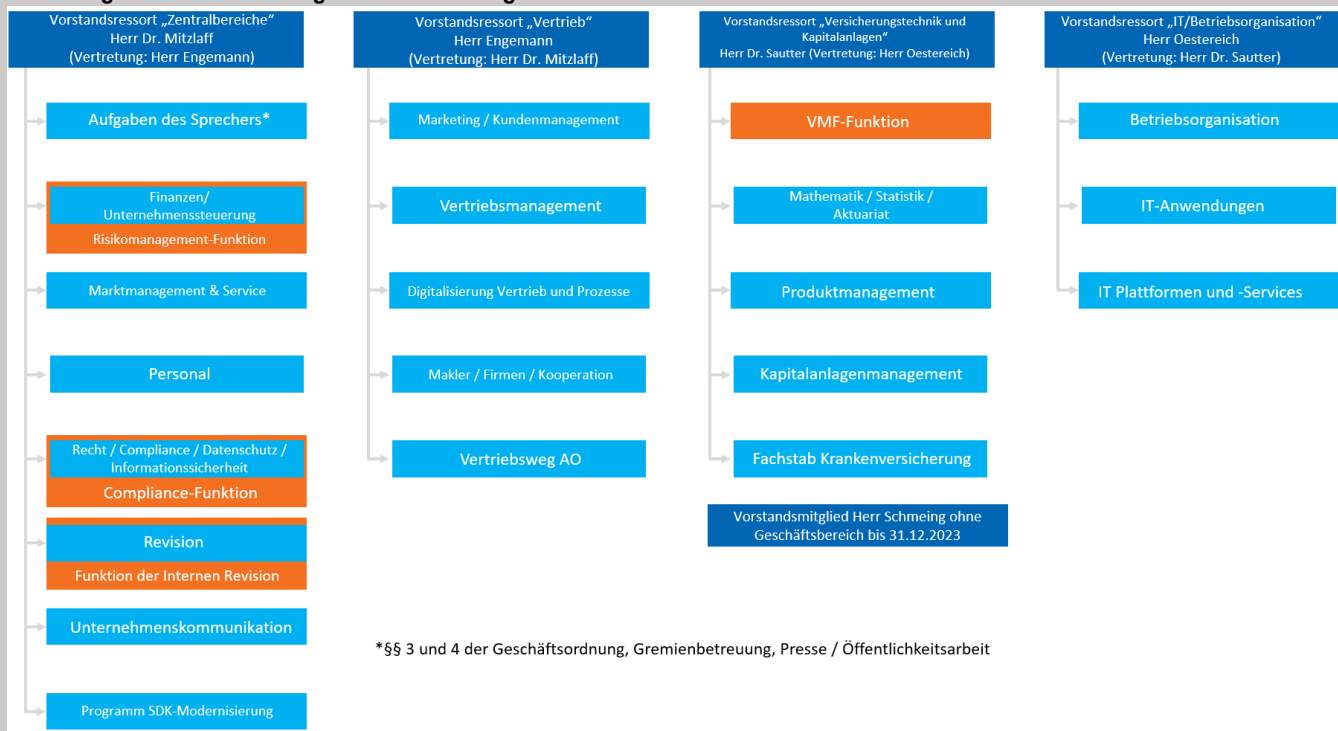 Vorstandsressort „Zentralbereiche“
Herr Dr. Mitzlaff
(Vertretung: Herr Engemann)
Aufgaben des Sprechers*
Finanzen/
Unternehmenssteuerung
Risikomanagement-Funktion
Marktmanagement & Service
Personal
Recht / Compliance / Datenschutz /
Informationssicherheit
Compliance-Funktion
Revision
Funktion der Internen Revision
Unternehmenskommunikation
Programm SDK-Modernisierung
Vorstandsressort „Vertrieb“
Herr Engemann
(Vertretung: Herr Dr. Mitzlaff)
Marketing / Kundenmanagement
Vertriebsmanagement
Digitalisierung Vertrieb und Prozesse
Makler / Firmen / Kooperation
Vertriebsweg AO
Vorstandsressort „Versicherungstechnik und
Kapitalanlagen“
Herr Dr. Sautter (Vertretung: Herr Oestereich)
VMF-Funktion
Mathematik / Statistik /
Aktuariat
Produktmanagement
Kapitalanlagenmanagement
Fachstab Krankenversicherung
Vorstandsmitglied Herr Schmeing ohne
Geschäftsbereich bis 31.12.2023
Vorstandsressort „IT/Betriebsorganisation“
Herr Oestereich
(Vertretung: Herr Dr. Sautter)
Betriebsorganisation
IT-Anwendungen
IT Plattformen und -Services
*§§ 3 und 4 der Geschäftsordnung, Gremienbetreuung, Presse / Öffentlichkeitsarbeit